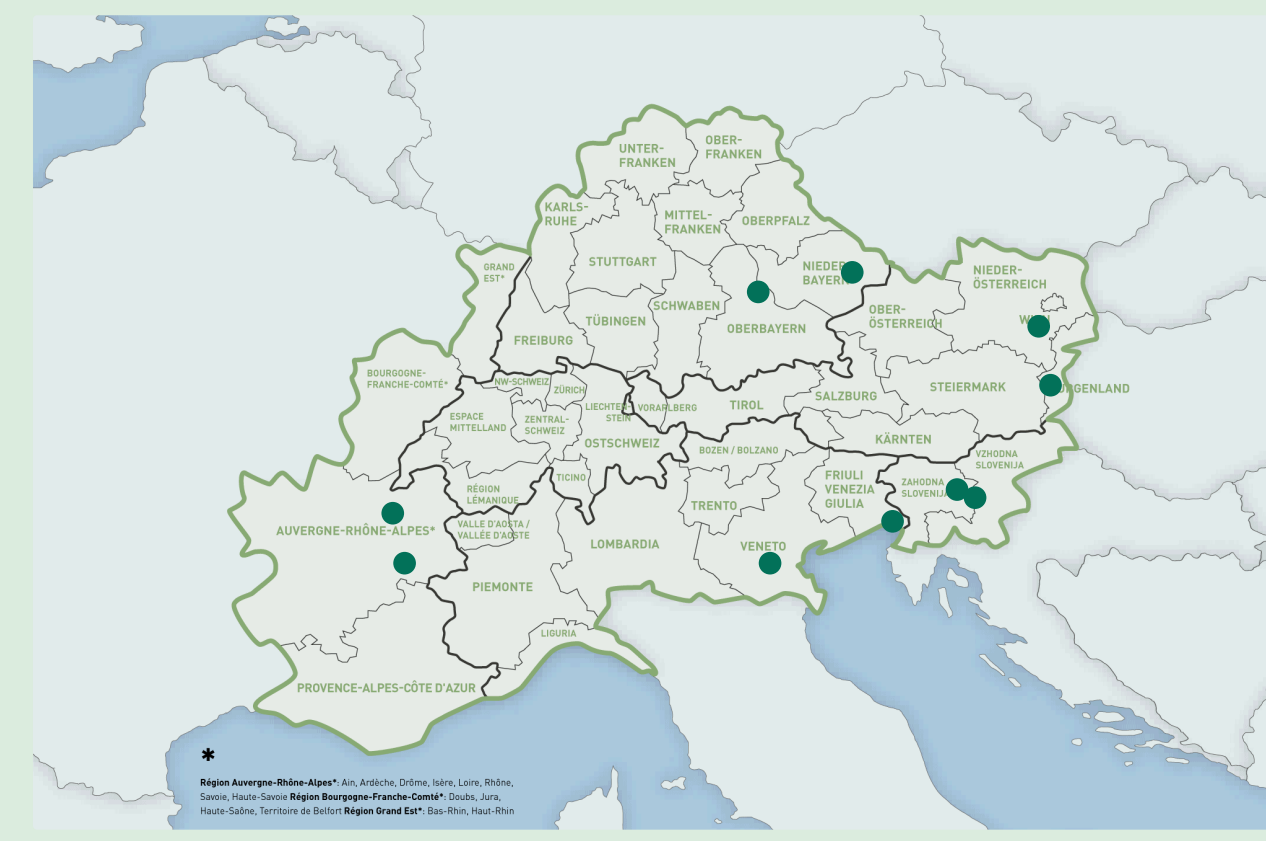 UNTER-
FRANKEN
OBER-
FRANKEN
KARLS-
RUHE
MITTEL-
FRANKEN
OBERPFALZ
GRAND
EST*
STUTTGART
NIEDER
BAYERN
NIEDER-
ÖSTERREICH
SCHWABEN
OBER-
ÖSTERREICH
TÜBINGEN
OBERBAYERN
FREIBURG
BOURGOGNE-
FRANCHE-COMTÉ*
NW-SCHWEIZ
ZÜRICH
SALZBURG
STEIERMARK
RGENLAND
LIECHTEN-
STEIN
VORARLBERG
TIROL
ESPACE
MITTELLAND
ZENTRAL-
SCHWEIZ
OSTSCHWEIZ
BOZEN / BOLZANO
KÄRNTEN
VZHODNA
SLOVENIJA
TICINO
FRIULI
VENEZIA
GIULIA
ZAHODNA
SLOVENIJA
RÉGION
LÉMANIQUE
TRENTO
AUVERGNE-RHÔNE-ALPES*
VALLE D'AOSTA /
VALLÉE D'AOSTE
LOMBARDIA
VENETO
PIEMONTE
LIGURIA
PROVENCE-ALPES-CÔTE D'AZUR
*
Région Auvergne-Rhône-Alpes*: Ain, Ardèche, Drôme, Isère, Loire, Rhône,
Savoie, Haute-Savoie Région Bourgogne-Franche-Comté*: Doubs, Jura,
Haute-Saône, Territoire de Belfort Région Grand Est*: Bas-Rhin, Haut-Rhin